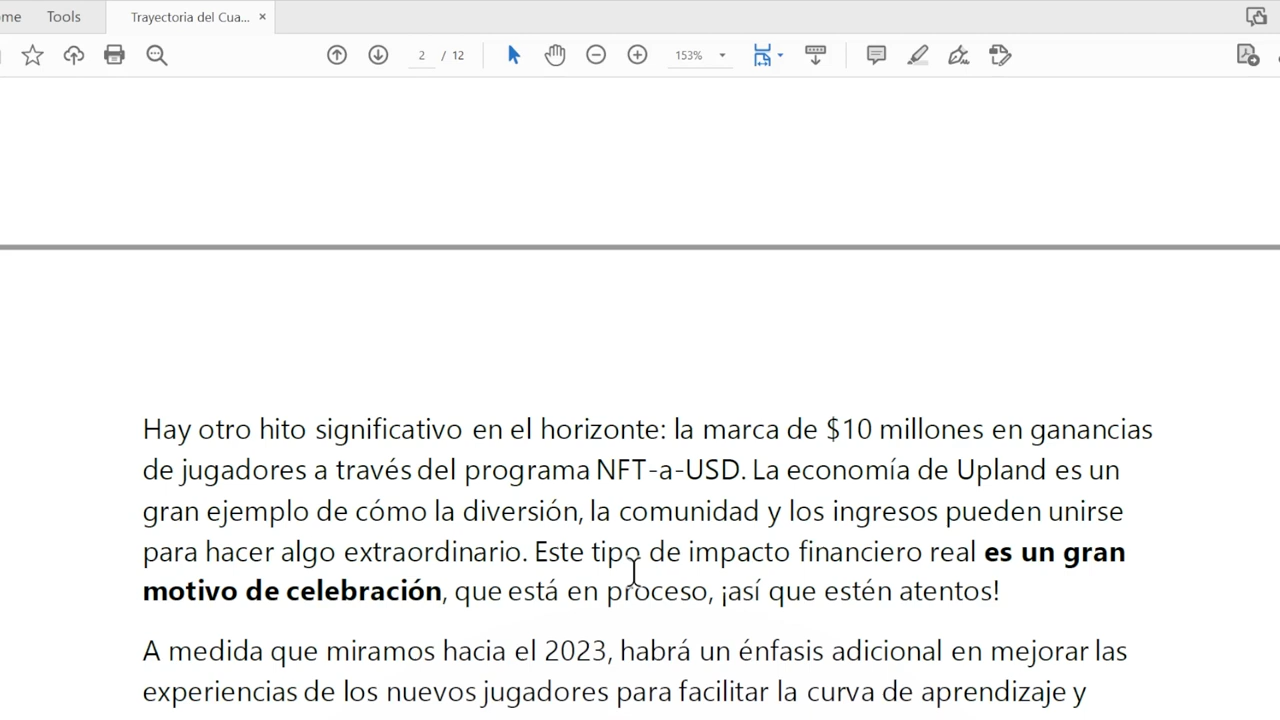 ome Tools Trayectoria del Cua... ×
2 / 12 153%
Hay otro hito significativo en el horizonte: la marca de $10 millones en ganancias
de jugadores a través del programa NFT-a-USD. La economía de Upland es un
gran ejemplo de cómo la diversión, la comunidad y los ingresos pueden unirse
para hacer algo extraordinario. Este tipo de impacto financiero real es un gran
motivo de celebración, que está en proceso, ¡así que estén atentos!
A medida que miramos hacia el 2023, habrá un énfasis adicional en mejorar las
experiencias de los nuevos jugadores para facilitar la curva de aprendizaje y